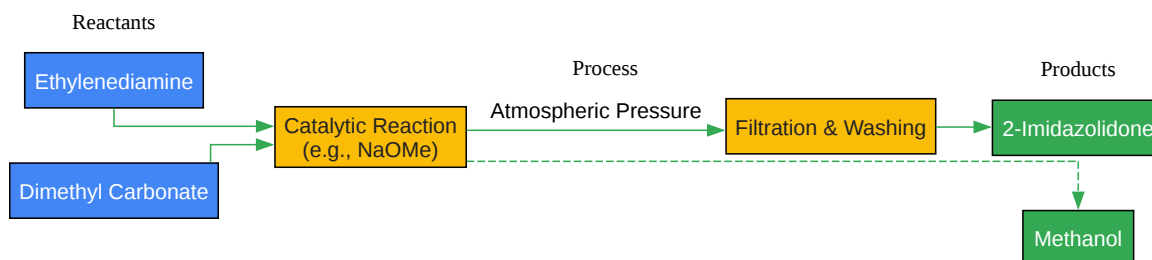 Reactants
Process
Products
Ethylenediamine
Dimethyl Carbonate
Catalytic Reaction
(e.g., NaOMe)
Atmospheric Pressure
Filtration & Washing
2-Imidazolidone
Methanol